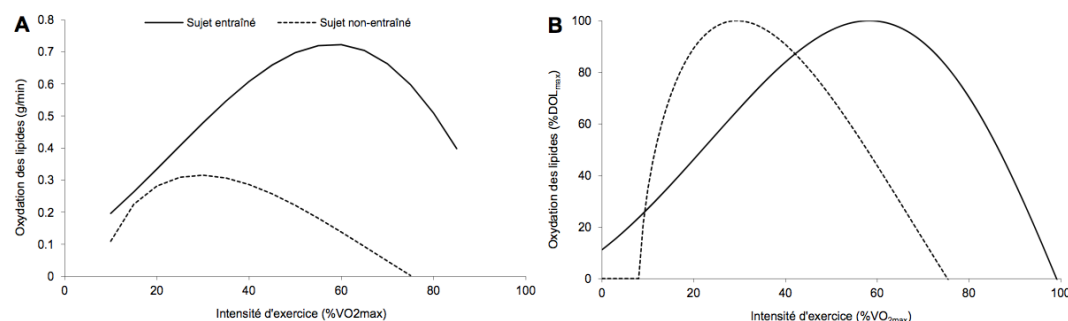 A
Sujet entraîné
Sujet non-entraîné
Oxydation des lipides (g/min)
0.8
0.7
0.6
0.5
0.4
0.3
0.2
0.1
0
0 20 40 60 80 100
Intensité d'exercice (%VO2max)
B
Oxydation des lipides (%DOLmax)
100
80
60
40
20
0
0 20 40 60 80 100
Intensité d'exercice (%VO2max)